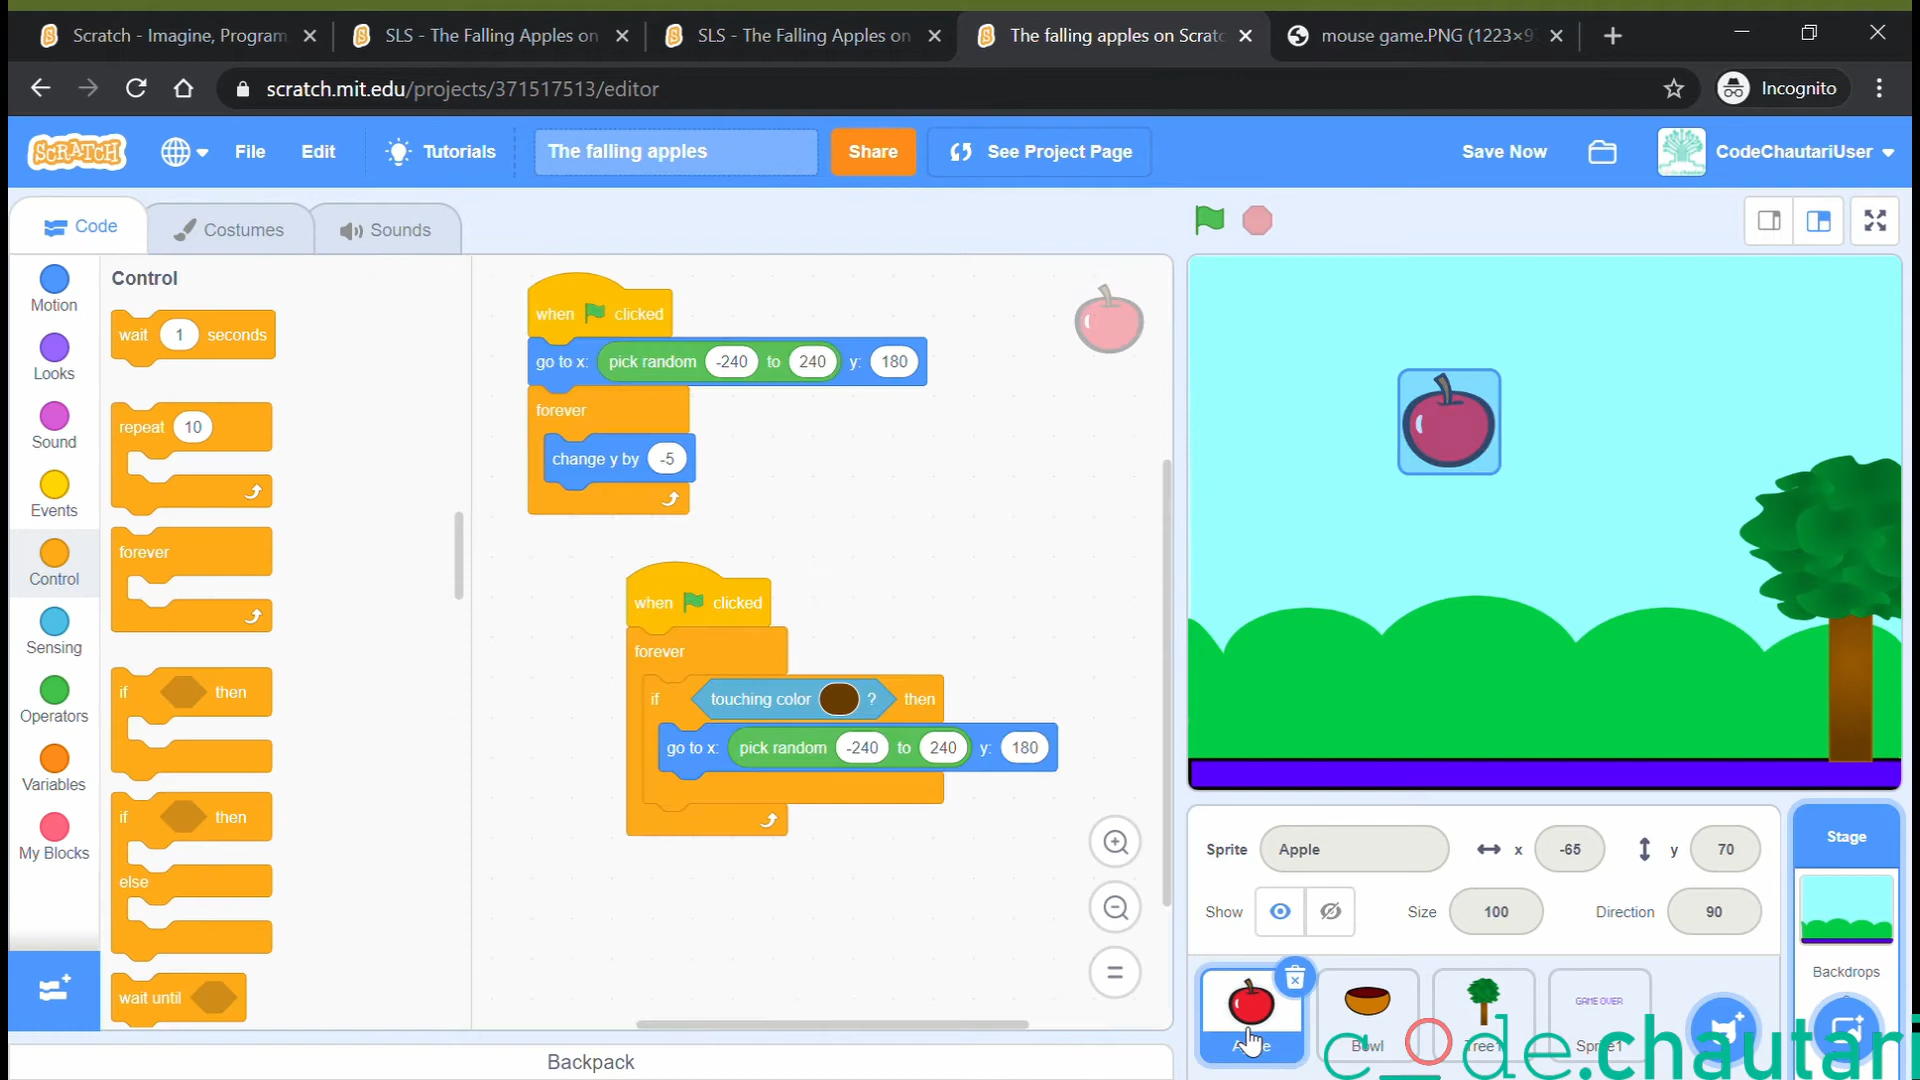 Scratch - Imagine, Program
SLS - The Falling Apples on
SLS - The Falling Apples on
The falling apples on Scratc
mouse game.PNG (1223×9
scratch.mit.edu/projects/371517513/editor
Incognito
SCRATCH
File
Edit
Tutorials
The falling apples
Share
See Project Page
Save Now
CodeChautariUser
Code
Costumes
Sounds
Motion
Looks
Sound
Events
Control
Sensing
Operators
Variables
My Blocks
Control
wait 1 seconds
repeat 10
forever
if then
if then
else
wait until
when clicked
go to x: pick random -240 to 240 y: 180
forever
change y by -5
when clicked
forever
if touching color ? then
go to x: pick random -240 to 240 y: 180
Backpack
Sprite Apple x -65 y 70
Show Size 100 Direction 90
Bowl
Tree1
GAME OVER
Sprite1
Stage
Backdrops
code.chautari